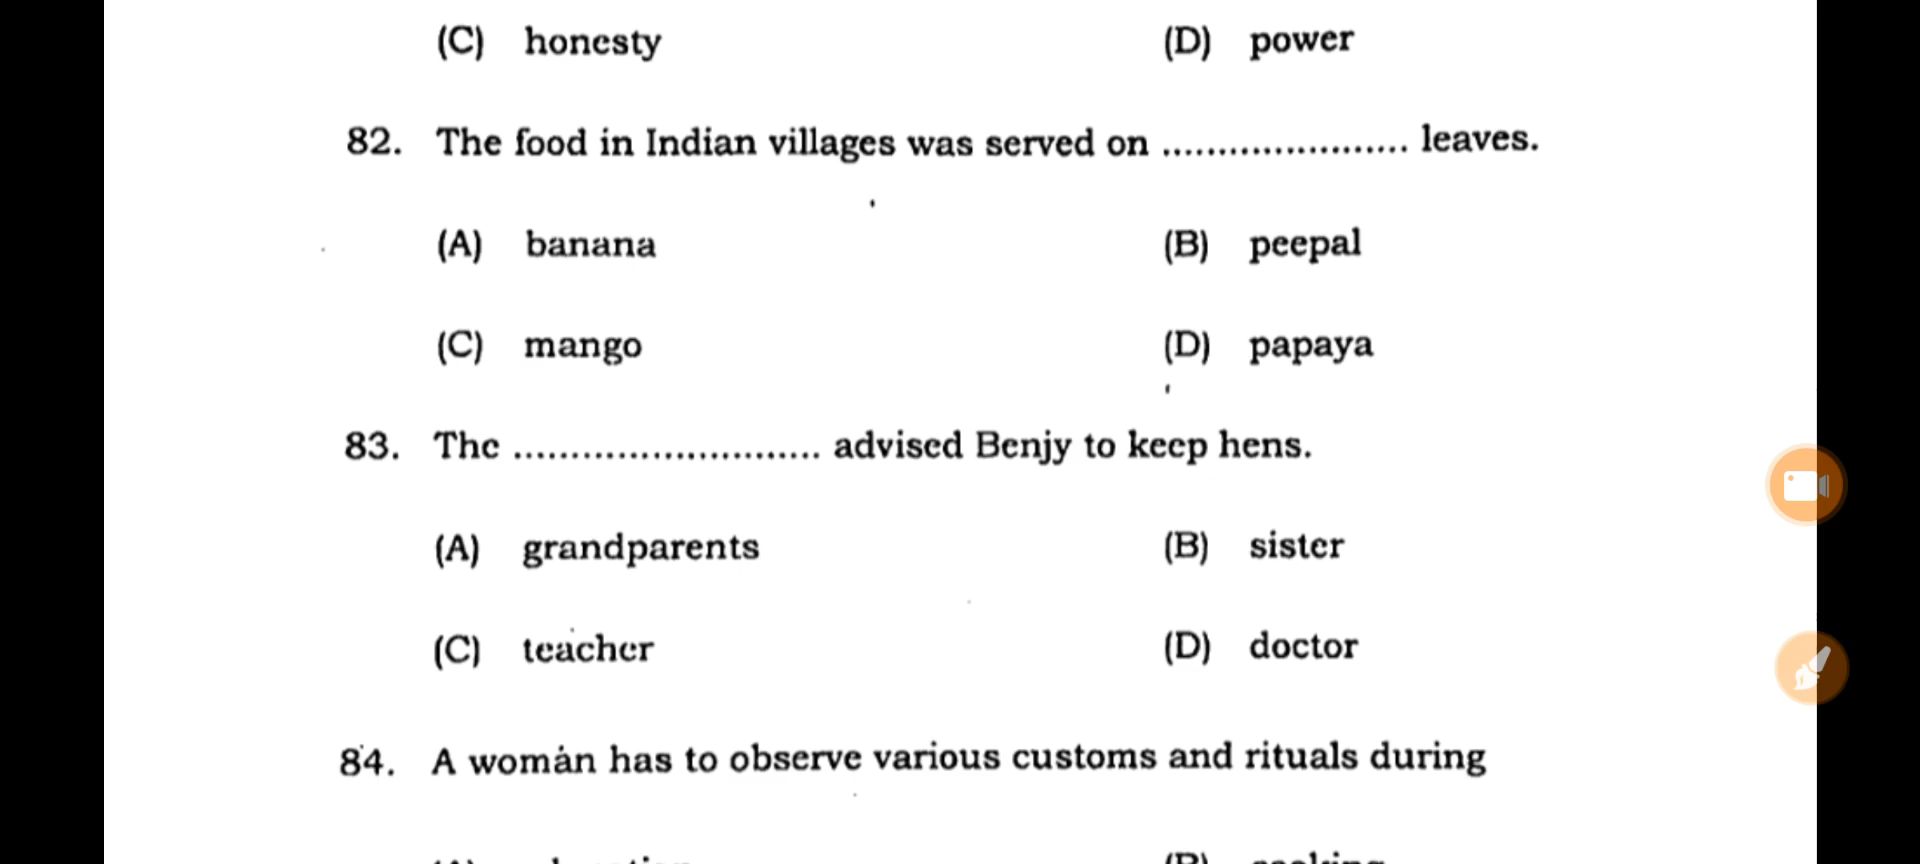 (C) honesty (D) power
82. The food in Indian villages was served on ...................... leaves.
(A) banana (B) peepal
(C) mango (D) papaya
83. The ........................... advised Benjy to keep hens.
(A) grandparents (B) sister
(C) teacher (D) doctor
84. A woman has to observe various customs and rituals during
(B) cooking